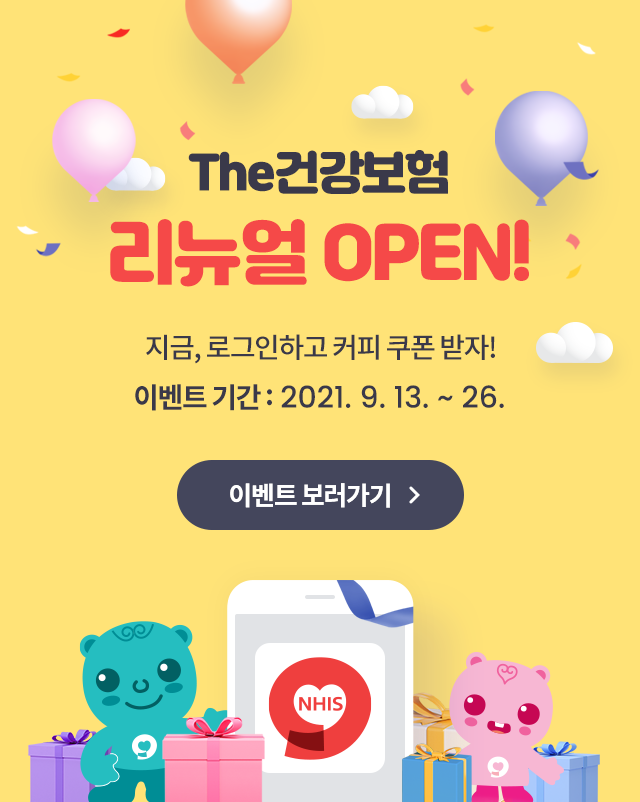 The건강보험
리뉴얼 OPEN!
지금, 로그인하고 커피 쿠폰 받자!
이벤트 기간 : 2021. 9. 13. ~ 26.
이벤트 보러가기
NHIS